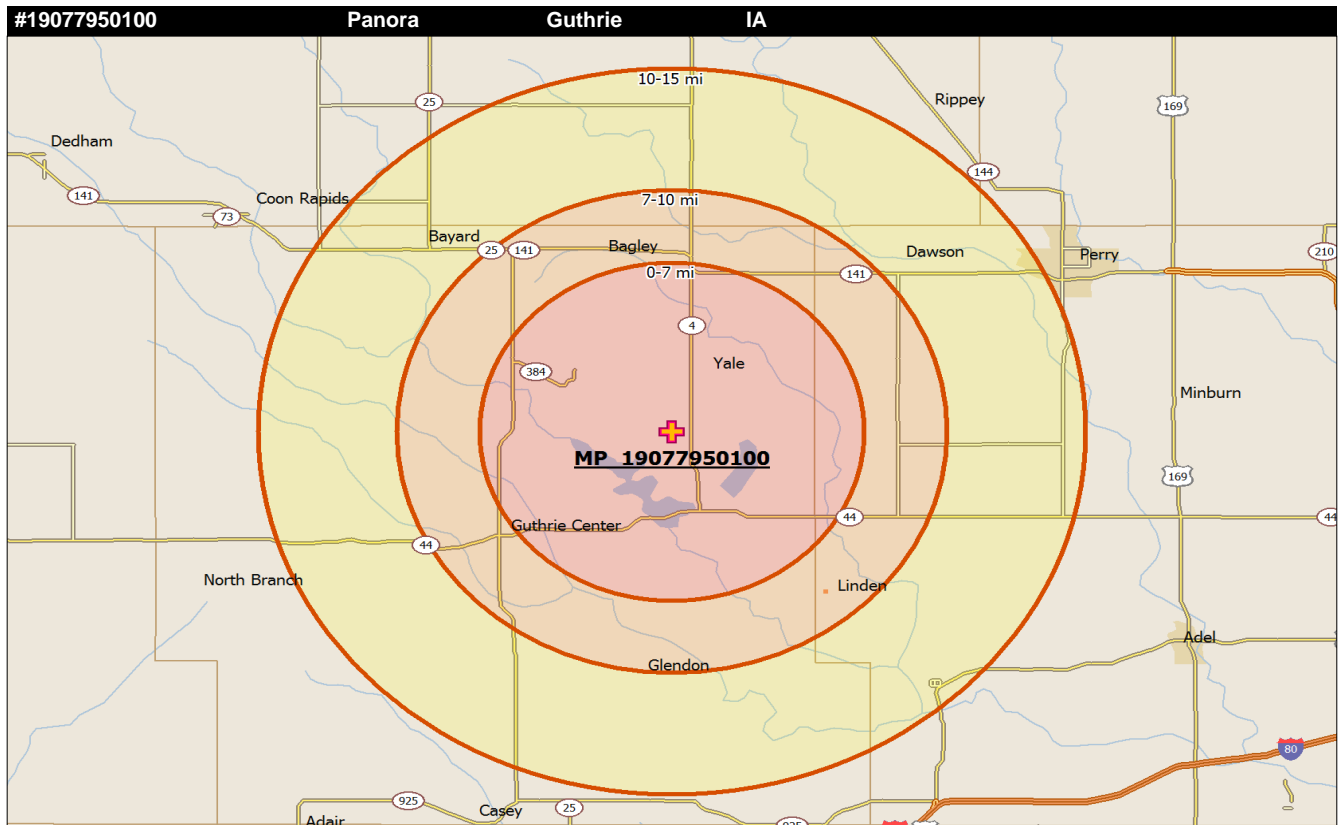 #19077950100 Panora Guthrie IA
10-15 mi
Rippey
25
169
Dedham
144
141
Coon Rapids
7-10 mi
73
Bayard
Bagley
25
141
Dawson
Perry
210
0-7 mi
141
4
Yale
384
Minburn
MP_19077950100
169
Guthrie Center
44
44
44
North Branch
Linden
Adel
Glendon
80
925
Casey
25
Adair
925